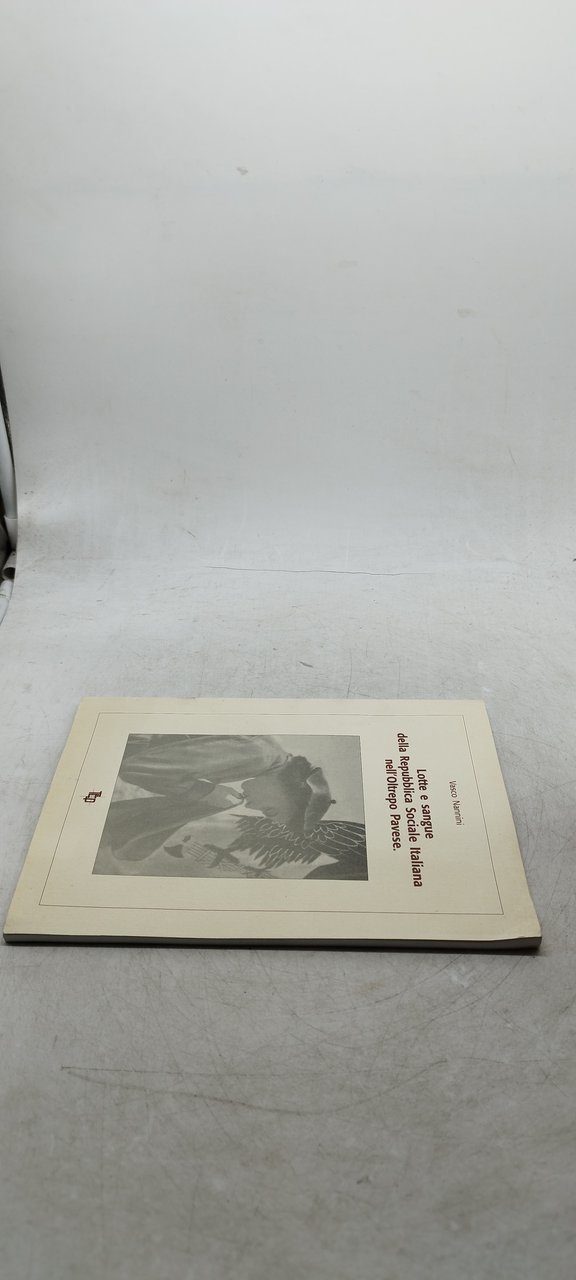 Vasco Nannini
Lotte e sangue
della Repubblica Sociale Italiana
nell'Oltrepo Pavese.